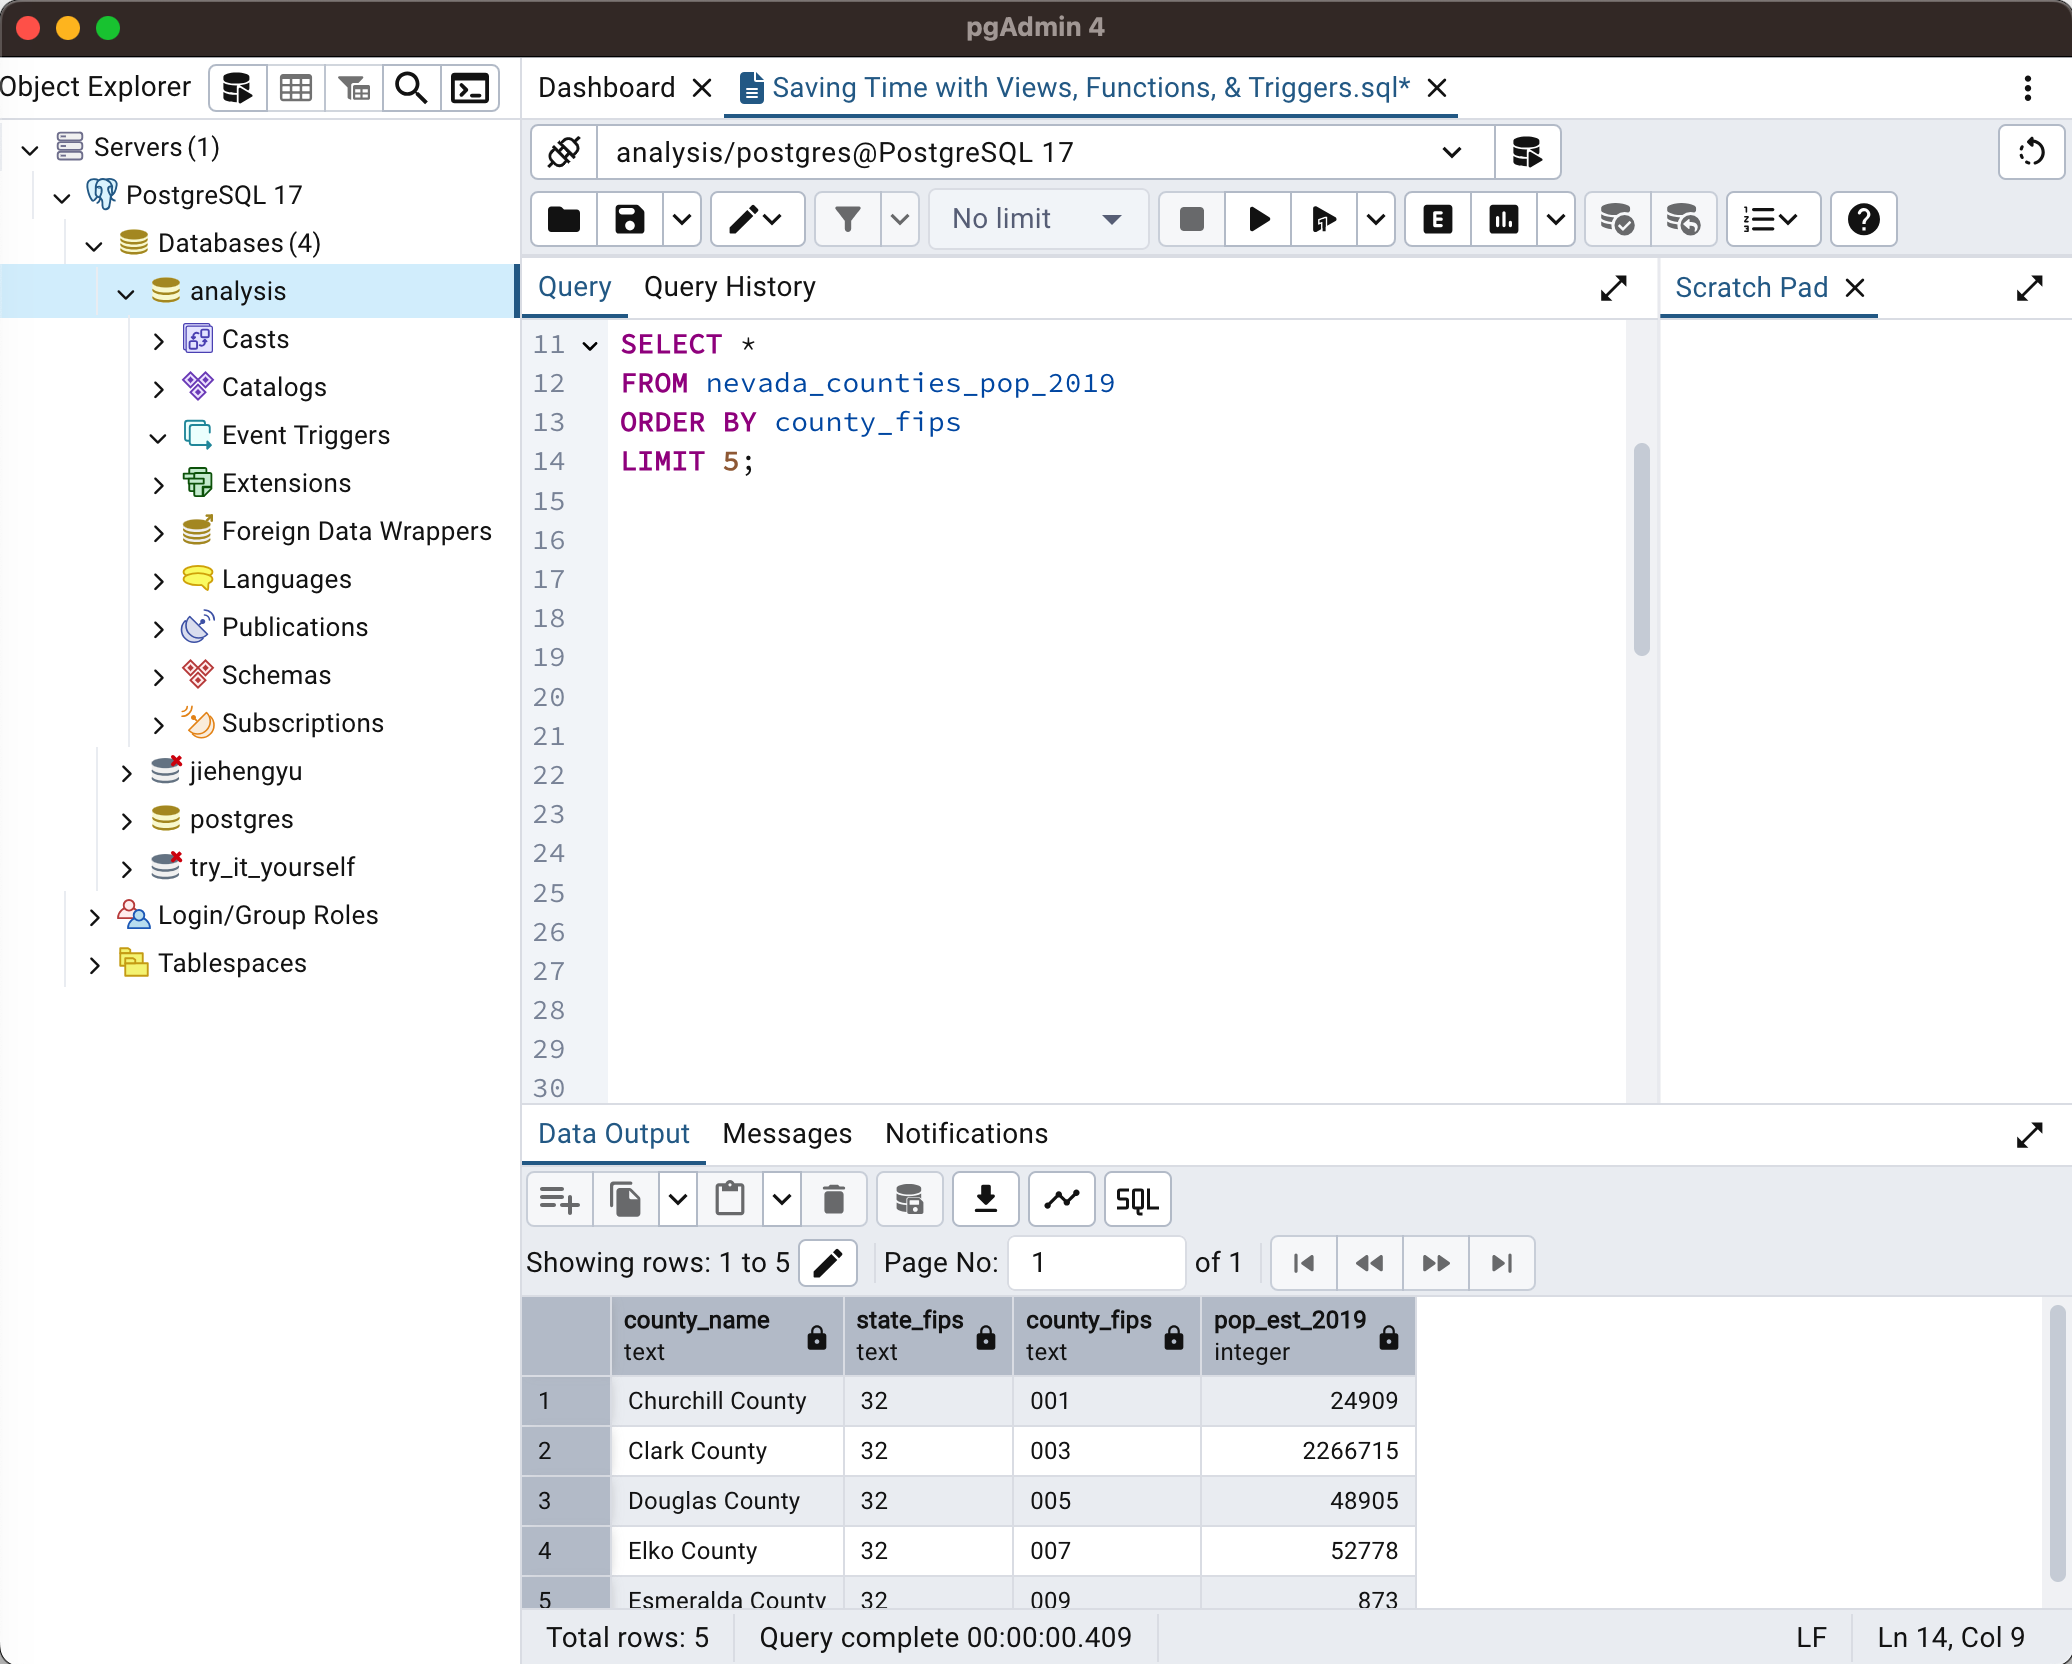 pgAdmin 4
Object Explorer
Servers (1)
PostgreSQL 17
Databases (4)
analysis
Casts
Catalogs
Event Triggers
Extensions
Foreign Data Wrappers
Languages
Publications
Schemas
Subscriptions
jiehengyu
postgres
try_it_yourself
Login/Group Roles
Tablespaces
Dashboard
Saving Time with Views, Functions, & Triggers.sql*
analysis/postgres@PostgreSQL 17
No limit
E
Query Query History
Scratch Pad
11 SELECT *
12 FROM nevada_counties_pop_2019
13 ORDER BY county_fips
14 LIMIT 5;
15
16
17
18
19
20
21
22
23
24
25
26
27
28
29
30
Data Output Messages Notifications
SQL
Showing rows: 1 to 5 Page No: 1 of 1
county_name state_fips county_fips pop_est_2019
text text text integer
1 Churchill County 32 001 24909
2 Clark County 32 003 2266715
3 Douglas County 32 005 48905
4 Elko County 32 007 52778
5 Esmeralda County 32 009 873
Total rows: 5 Query complete 00:00:00.409 LF Ln 14, Col 9